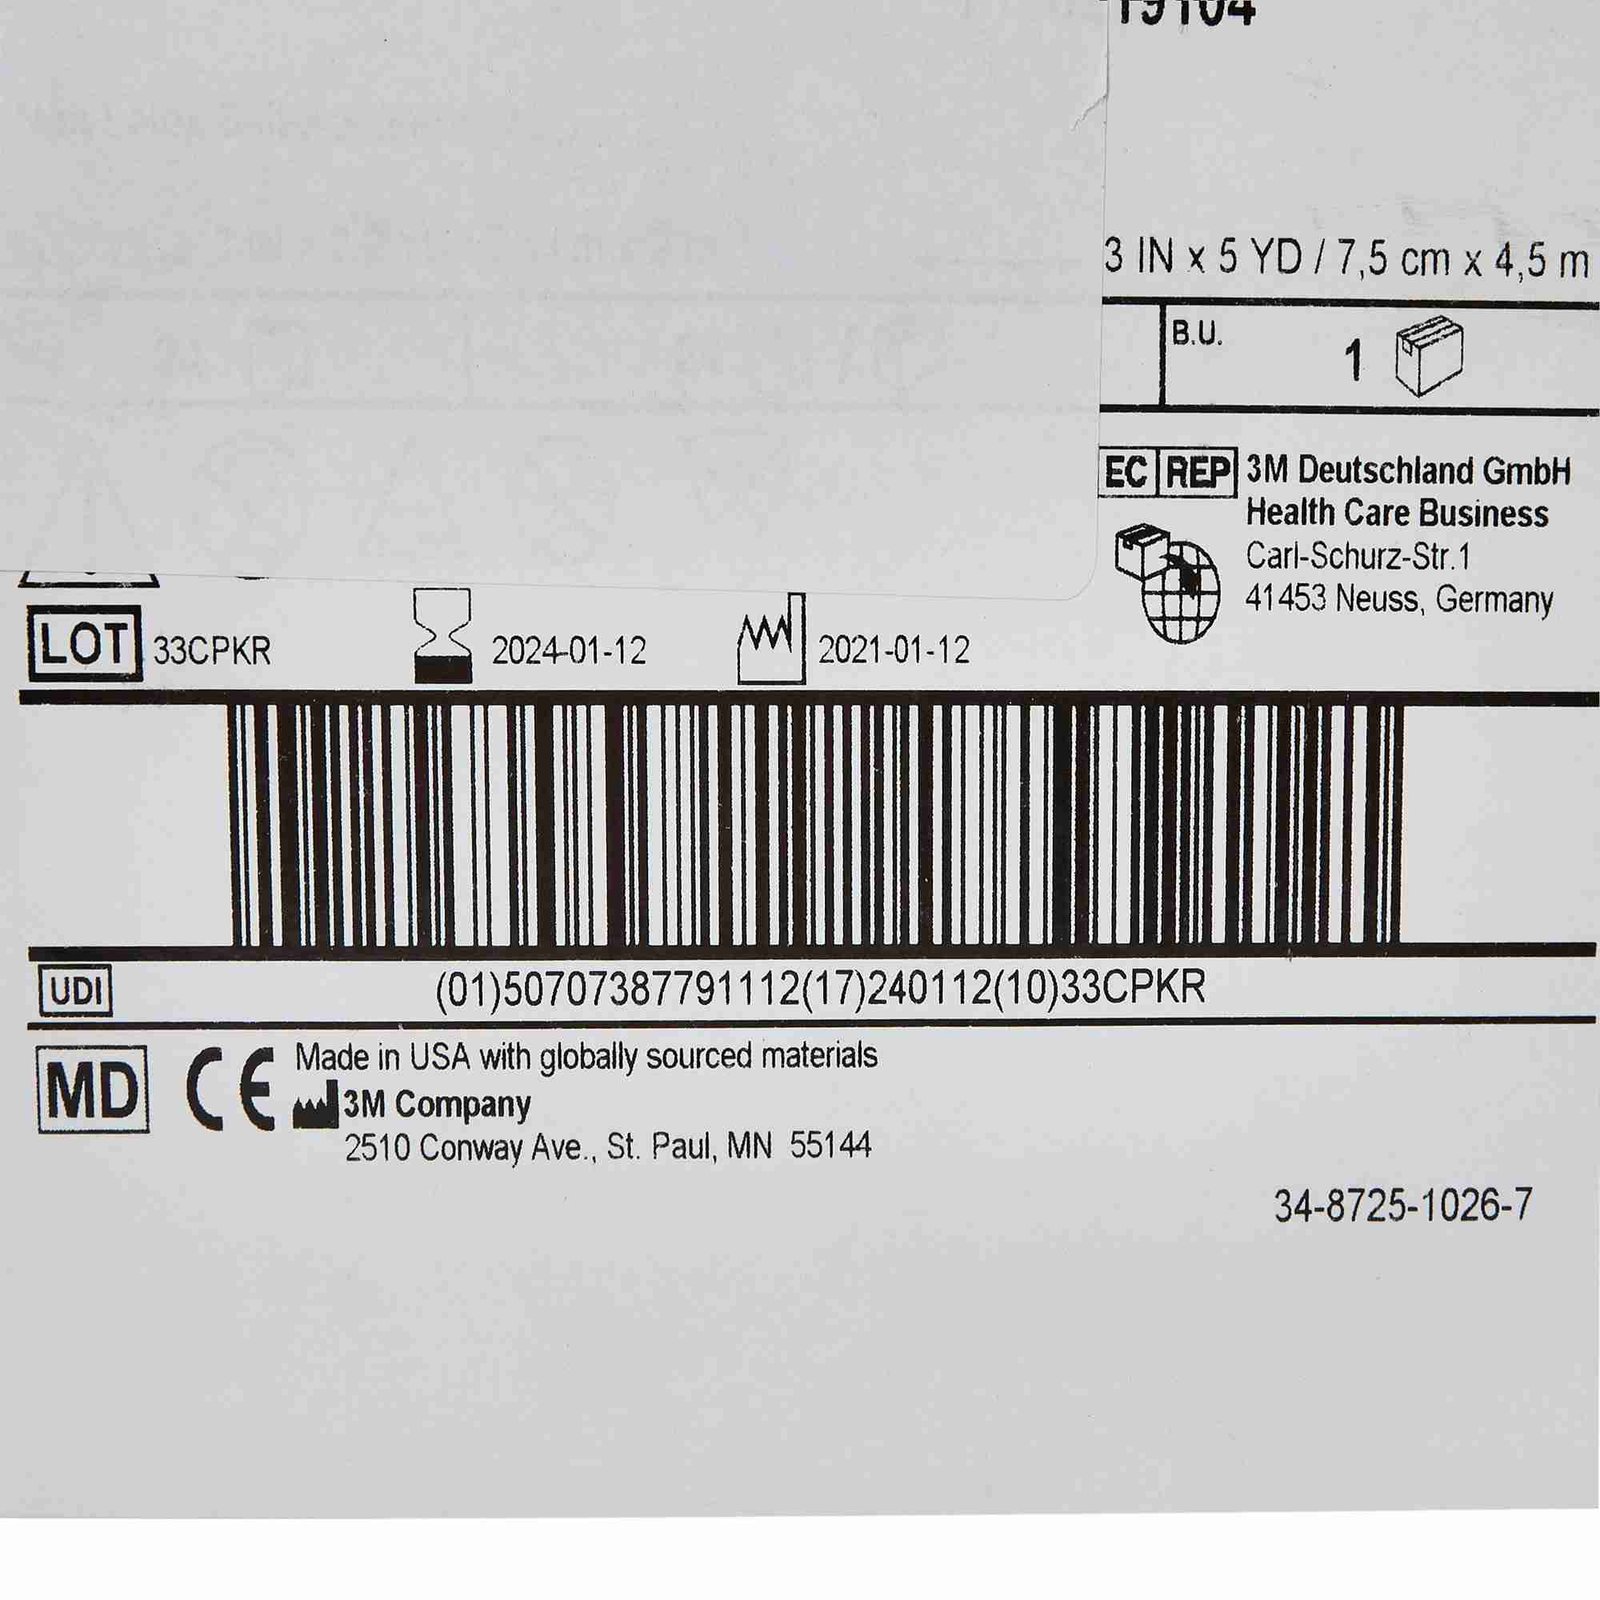 3 IN x 5 YD / 7,5 cm x 4,5 m
B.U.
1
EC REP 3M Deutschland GmbH
Health Care Business
Carl-Schurz-Str.1
41453 Neuss, Germany
LOT 33CPKR 2024-01-12 2021-01-12
UDI (01)50707387791112(17)240112(10)33CPKR
MD CE Made in USA with globally sourced materials
3M Company
2510 Conway Ave., St. Paul, MN 55144
34-8725-1026-7